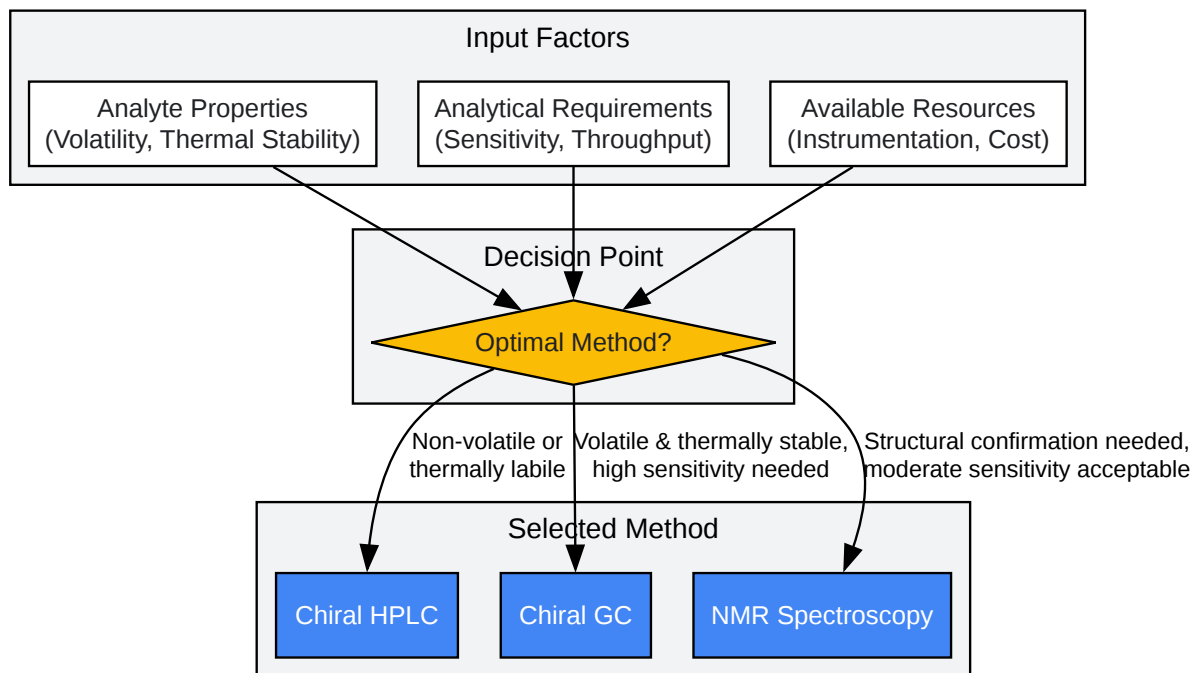 Input Factors
Analyte Properties
(Volatility, Thermal Stability)
Analytical Requirements
(Sensitivity, Throughput)
Available Resources
(Instrumentation, Cost)
Decision Point
Optimal Method?
Non-volatile or
thermally labile
Volatile & thermally stable,
high sensitivity needed
Structural confirmation needed,
moderate sensitivity acceptable
Selected Method
Chiral HPLC
Chiral GC
NMR Spectroscopy